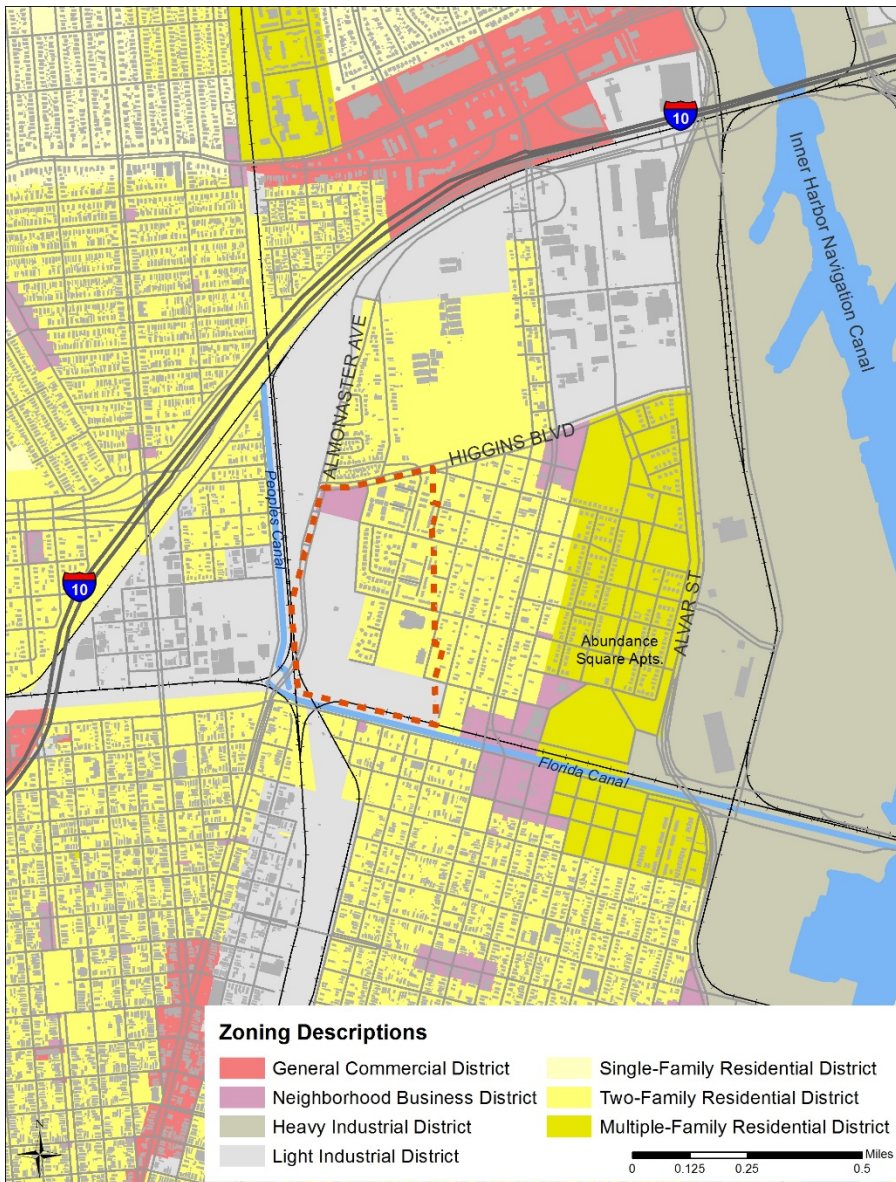 10
Inner Harbor Navigation Canal
ALMONASTER AVE
HIGGINS BLVD
Peoples Canal
10
ALVAR ST
Abundance
Square Apts.
Florida Canal
Zoning Descriptions
General Commercial District
Neighborhood Business District
Heavy Industrial District
Light Industrial District
Single-Family Residential District
Two-Family Residential District
Multiple-Family Residential District
N
Miles
0 0.125 0.25 0.5